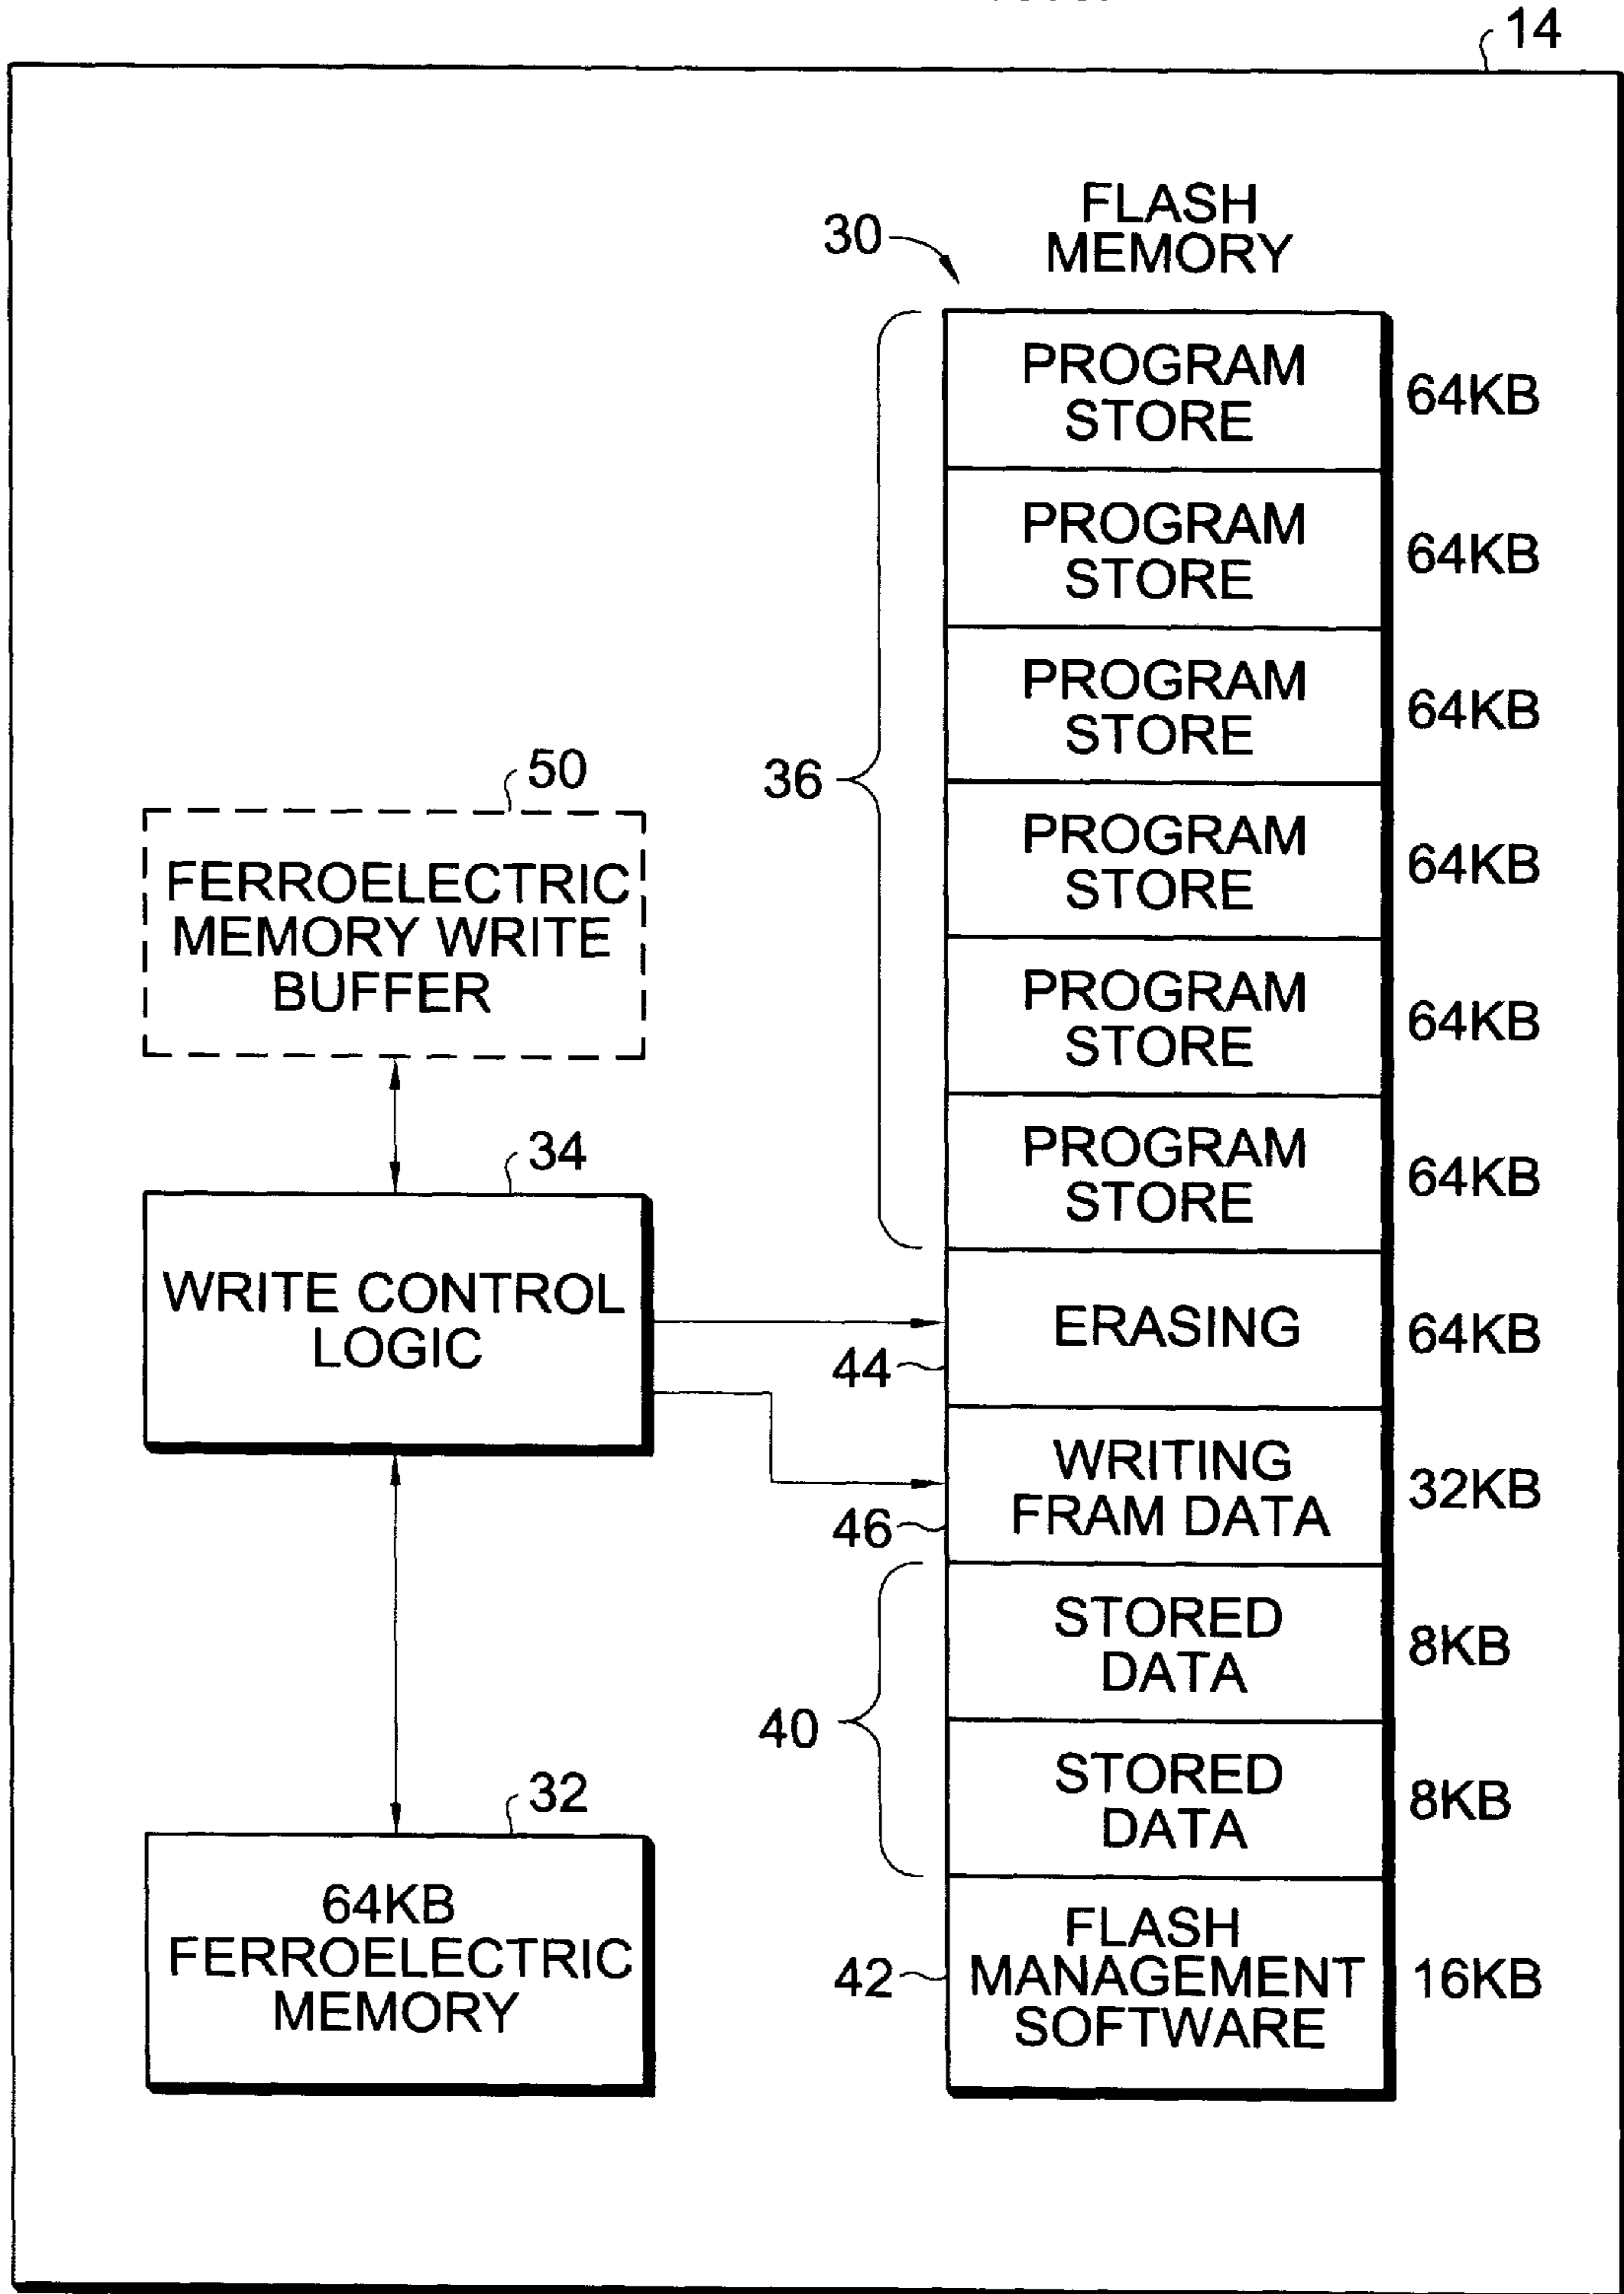 14
FLASH
MEMORY
30
PROGRAM
STORE
64KB
PROGRAM
STORE
64KB
PROGRAM
STORE
64KB
36
PROGRAM
STORE
64KB
PROGRAM
STORE
64KB
PROGRAM
STORE
64KB
50
FERROELECTRIC
MEMORY WRITE
BUFFER
34
WRITE CONTROL
LOGIC
ERASING
64KB
44
WRITING
FRAM DATA
32KB
46
STORED
DATA
8KB
40
STORED
DATA
8KB
32
64KB
FERROELECTRIC
MEMORY
FLASH
MANAGEMENT
SOFTWARE
42
16KB